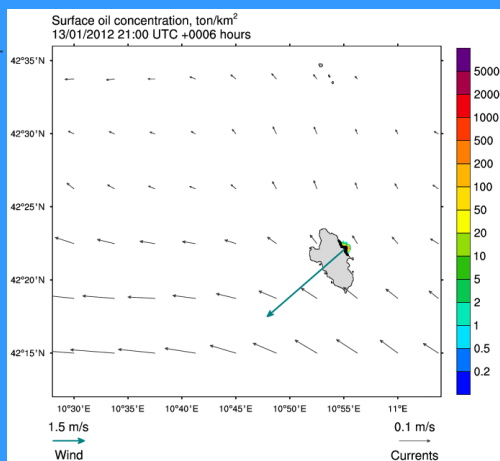 Surface oil concentration, ton/km²
13/01/2012 21:00 UTC +0006 hours
42°35'N
42°30'N
42°25'N
42°20'N
42°15'N
10°30'E 10°35'E 10°40'E 10°45'E 10°50'E 10°55'E 11°E
5000
2000
1000
500
200
100
50
20
10
5
2
1
0.5
0.2
1.5 m/s
Wind
0.1 m/s
Currents